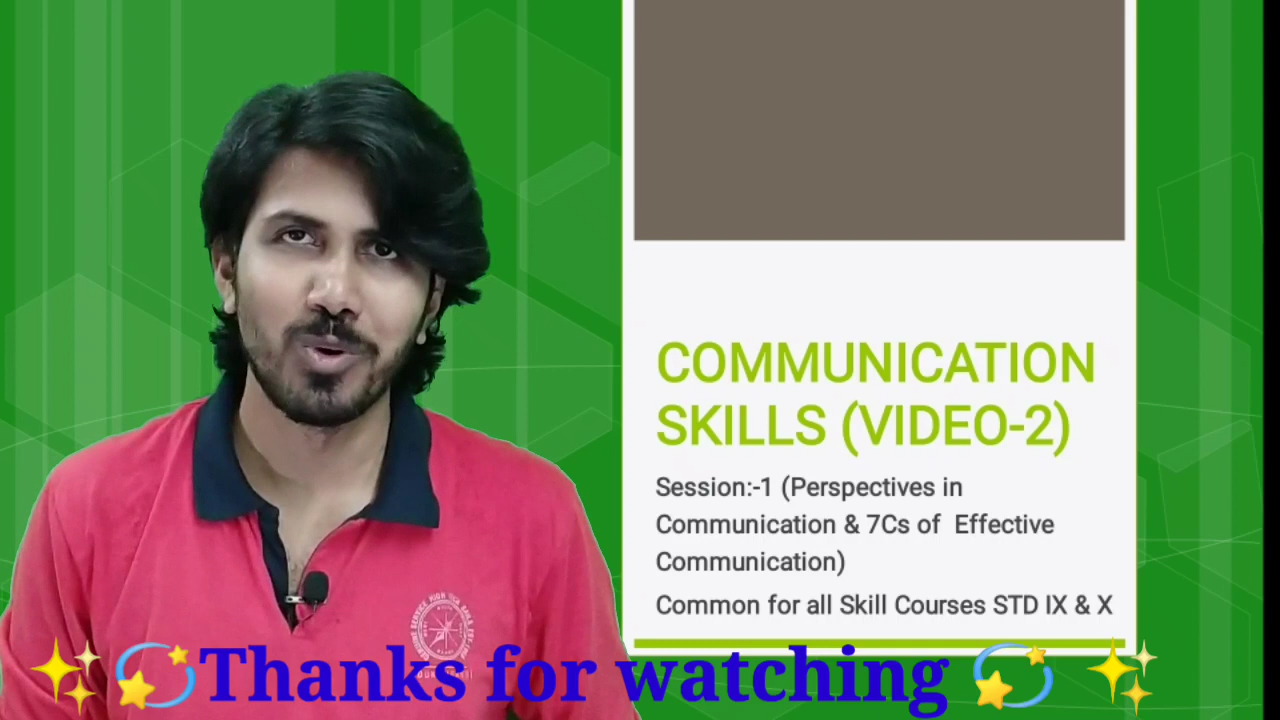 COMMUNICATION
SKILLS (VIDEO-2)
Session:-1 (Perspectives in
Communication & 7Cs of Effective
Communication)
Common for all Skill Courses STD IX & X
✨💫Thanks for watching 💫 ✨